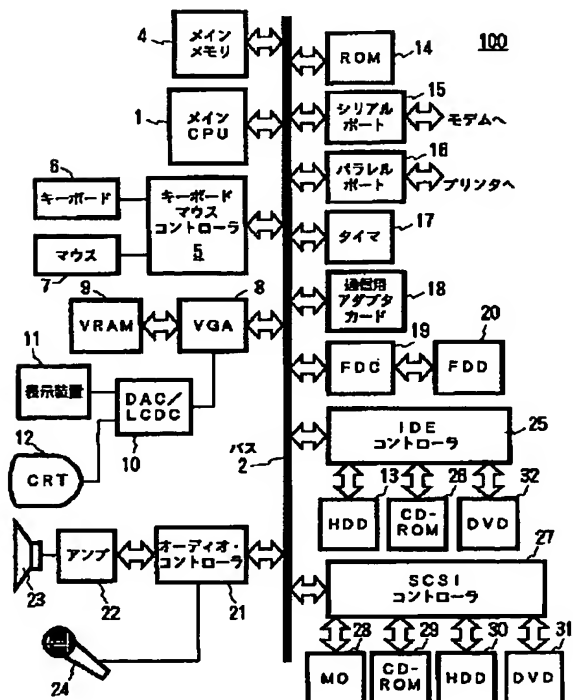 100
4
メイン
メモリ
1
メイン
CPU
6
キーボード
マウス
7
キーボード
マウス
コントローラ
5
9
VRAM
8
VGA
11
表示装置
DAC/
LCDC
10
12
CRT
バス
2
23
アンプ
22
オーディオ・
コントローラ
21
24
ROM
14
15
シリアル
ポート
モデムへ
16
パラレル
ポート
プリンタへ
タイマ
17
通信用
アダプタ
カード
18
19
FDC
20
FDD
IDE
コントローラ
25
13
HDD
26
CD-
ROM
32
DVD
27
SCSI
コントローラ
28
MO
29
CD-
ROM
30
HDD
31
DVD